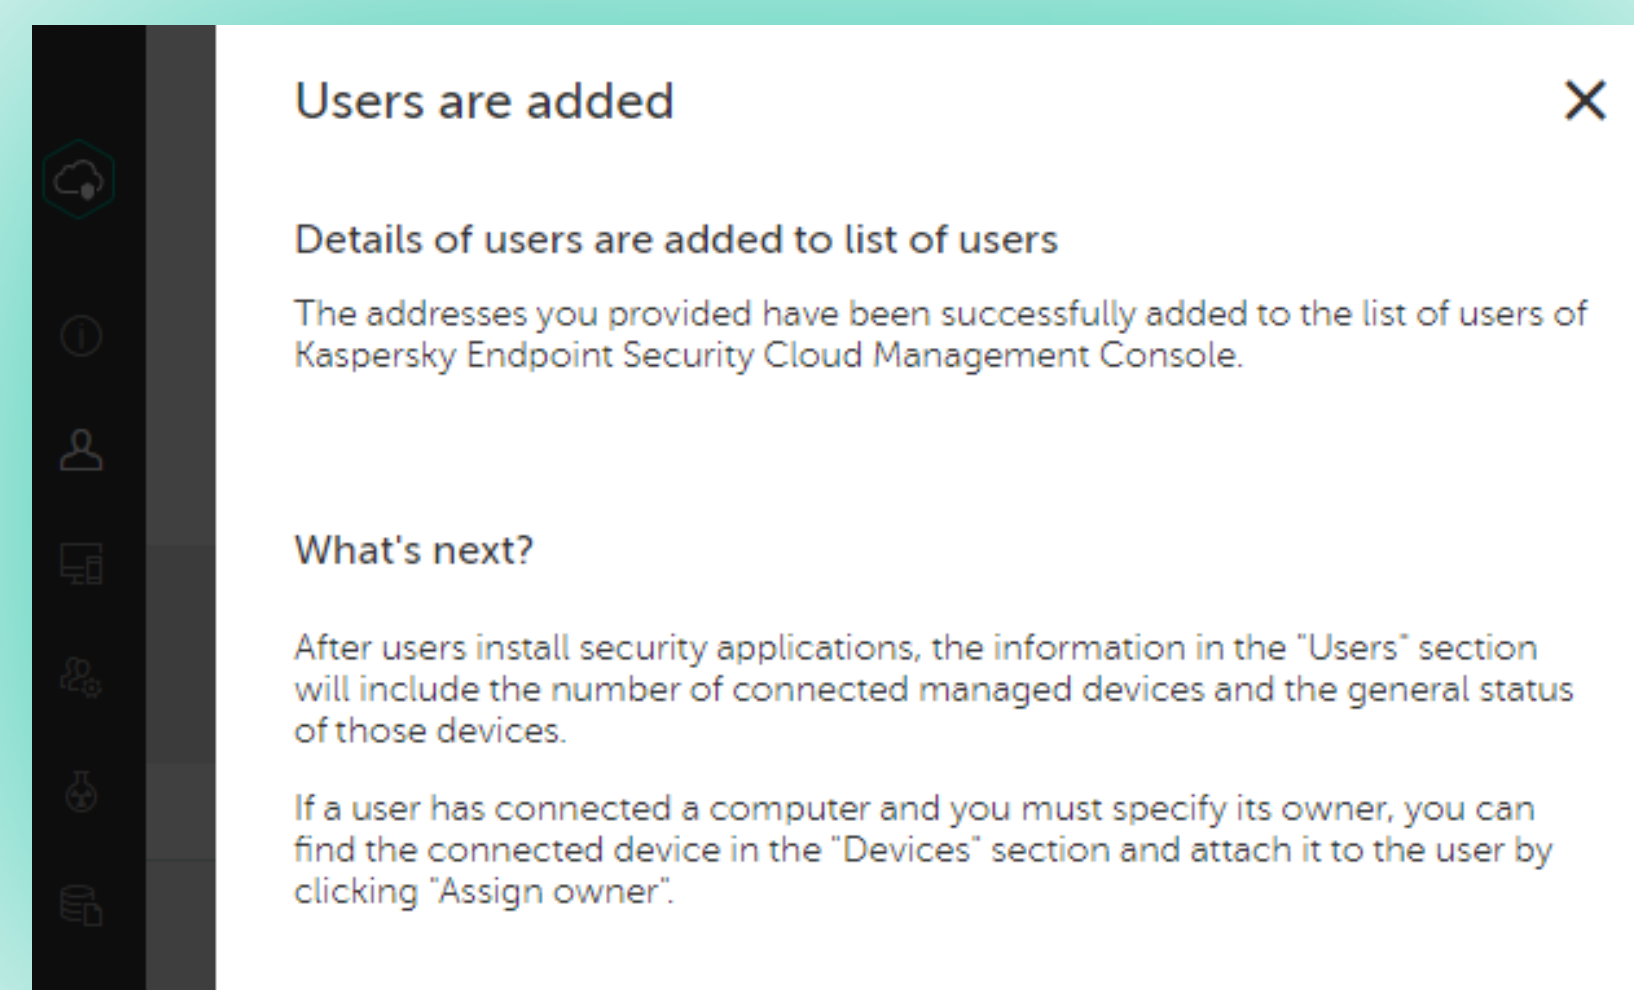 Users are added
Details of users are added to list of users
The addresses you provided have been successfully added to the list of users of
Kaspersky Endpoint Security Cloud Management Console.
What's next?
After users install security applications, the information in the "Users" section
will include the number of connected managed devices and the general status
of those devices.
If a user has connected a computer and you must specify its owner, you can
find the connected device in the "Devices" section and attach it to the user by
clicking "Assign owner".